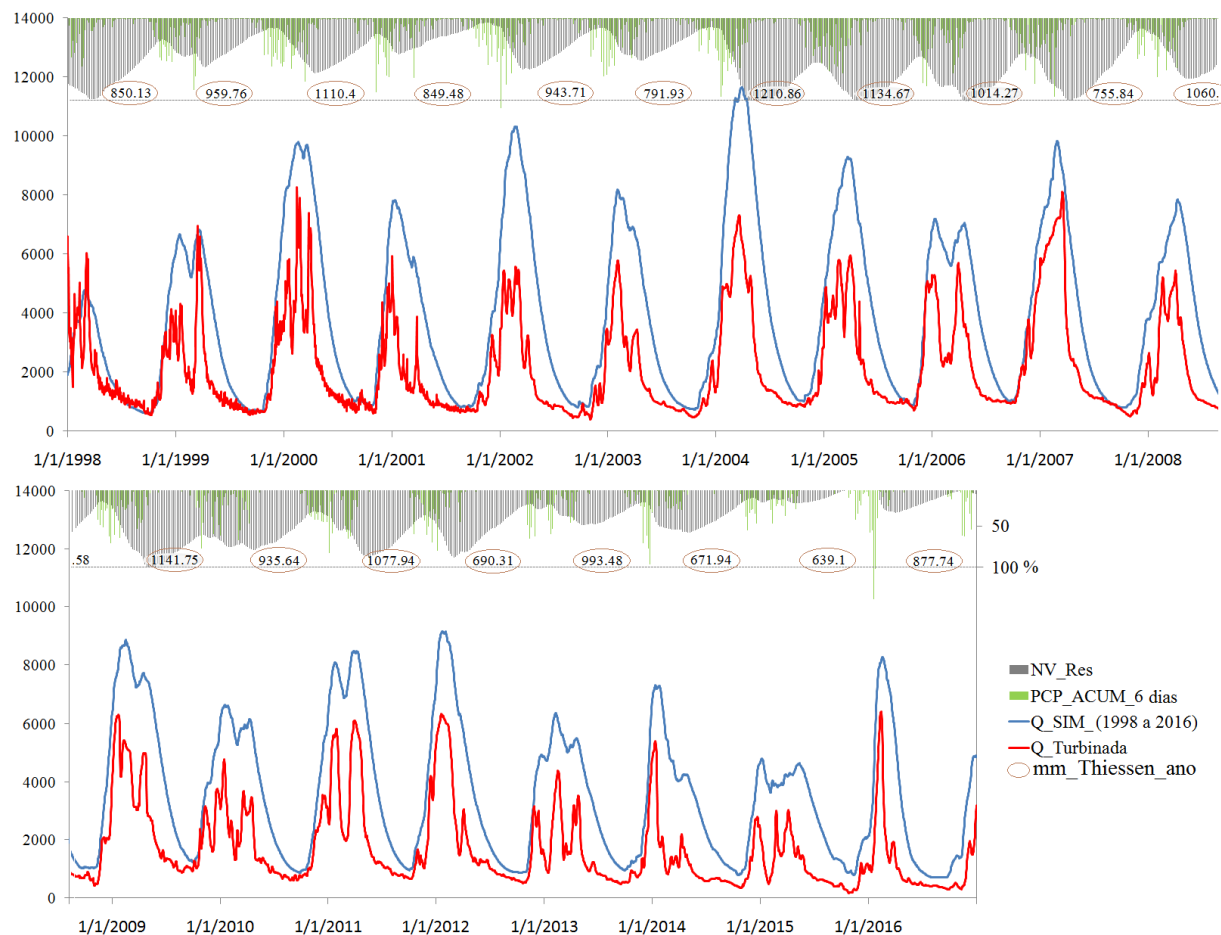 14000
12000
850.13 959.76 1110.4 849.48 943.71 791.93 1210.86 1134.67 1014.27 755.84 1060.
10000
8000
6000
4000
2000
0
1/1/1998 1/1/1999 1/1/2000 1/1/2001 1/1/2002 1/1/2003 1/1/2004 1/1/2005 1/1/2006 1/1/2007 1/1/2008
14000
50
12000
.58 1141.75 935.64 1077.94 690.31 993.48 671.94 639.1 877.74 100 %
10000
8000
6000
4000
2000
0
NV_Res
PCP_ACUM_6 dias
Q_SIM_ (1998 a 2016)
Q_Turbinada
mm_Thiessen_ano
1/1/2009 1/1/2010 1/1/2011 1/1/2012 1/1/2013 1/1/2014 1/1/2015 1/1/2016